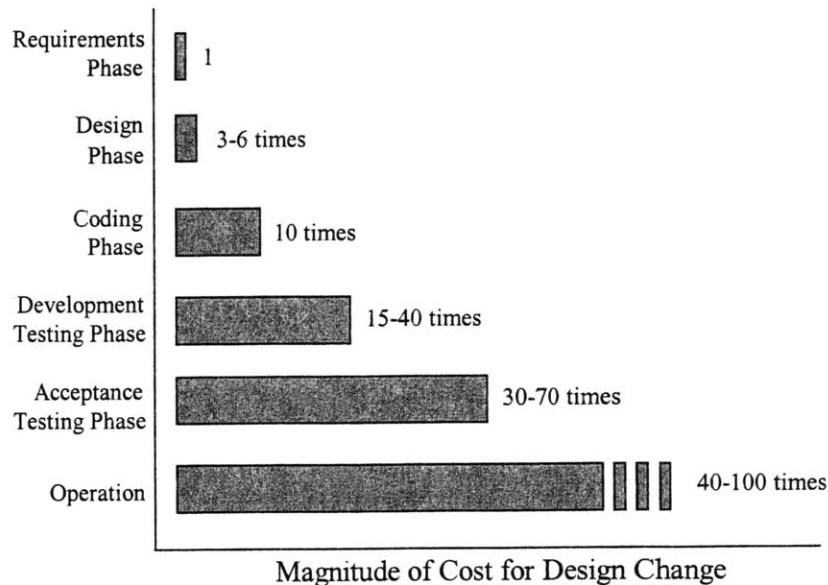 Requirements
Phase
1
Design
Phase
3-6 times
Coding
Phase
10 times
Development
Testing Phase
15-40 times
Acceptance
Testing Phase
30-70 times
Operation
40-100 times
Magnitude of Cost for Design Change